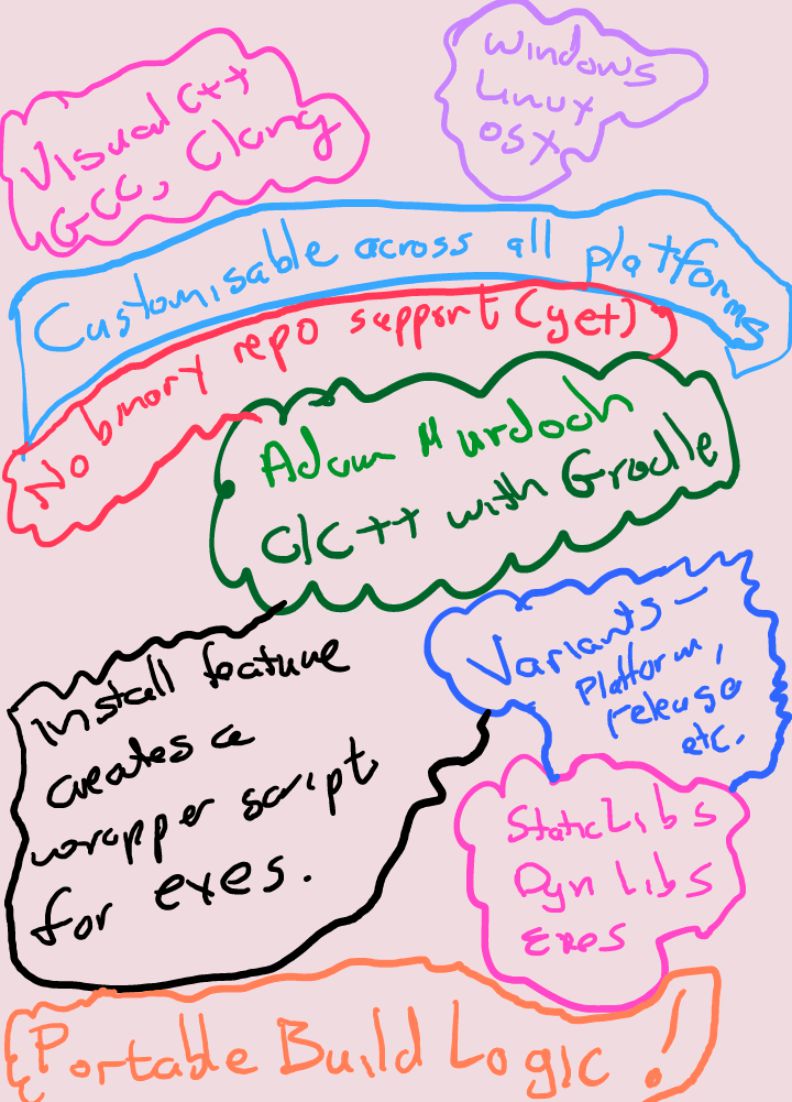 Visual C++
GCC, Clang
Windows
Linux
OSX
Customisable across all platforms
No binary repo support (yet)
Adam Murdoch
C/C++ with Gradle
Variants -
Platform,
release
etc.
Install feature
creates a
wrapper script
for exes.
Static Libs
Dyn Libs
Exes
Portable Build Logic!